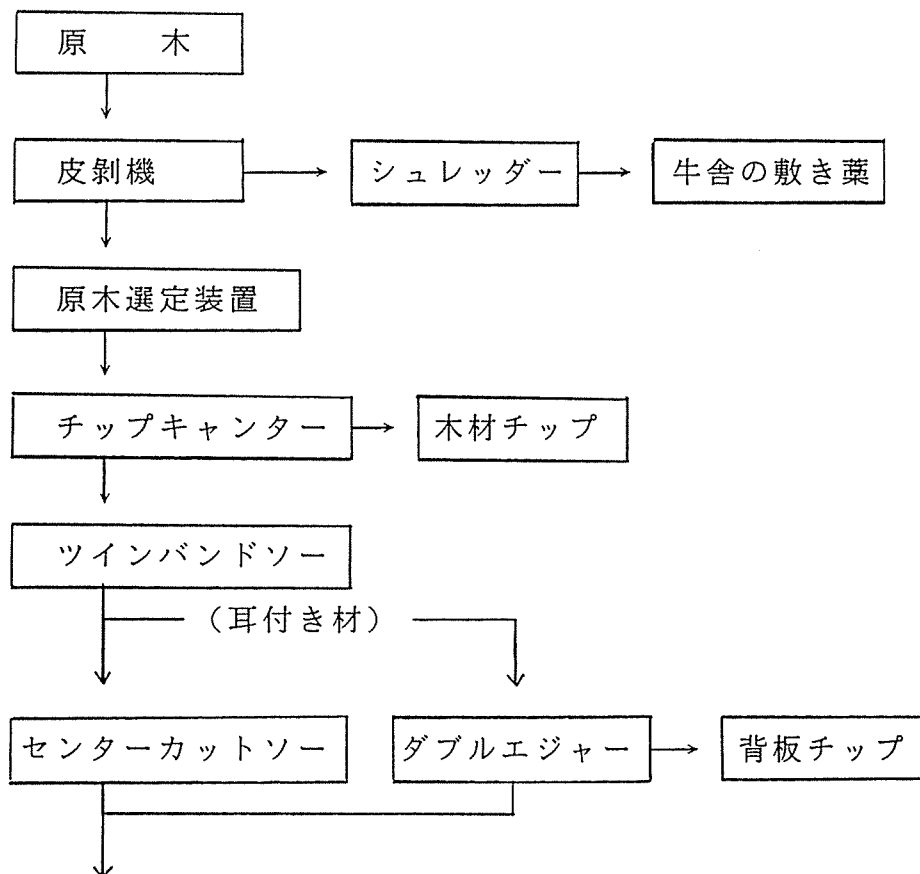 原　木
皮剝機
シュレッダー
牛舎の敷き藁
原木選定装置
チップキャンター
木材チップ
ツインバンドソー
（耳付き材）
センターカットソー
ダブルエジャー
背板チップ